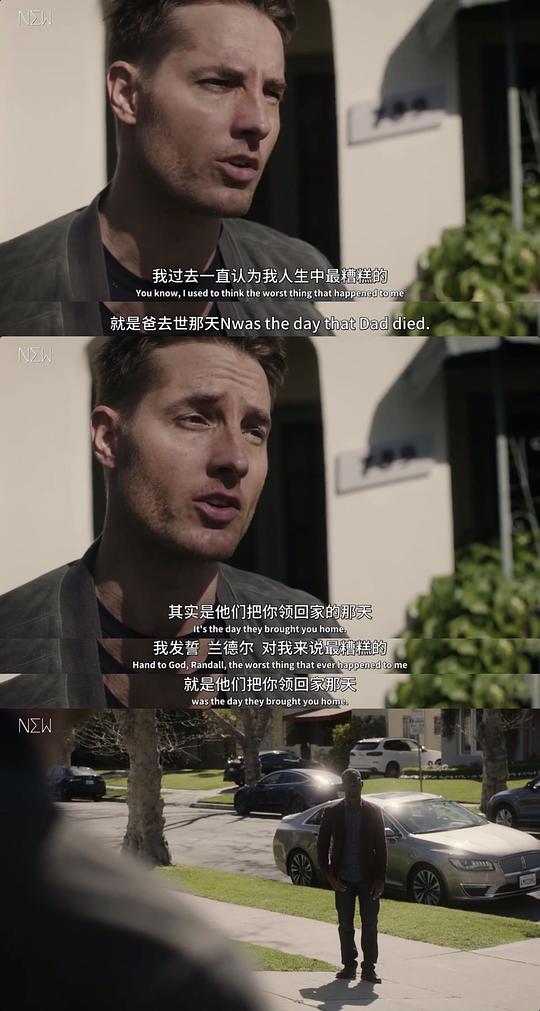 NEW
739
我过去一直认为我人生中最糟糕的
You know, I used to think the worst thing that happened to me
就是爸去世那天Nwas the day that Dad died.
NEW
739
其实是他们把你领回家的那天
It's the day they brought you home.
我发誓 兰德尔 对我来说最糟糕的
Hand to God, Randall, the worst thing that ever happened to me
就是他们把你领回家那天
was the day they brought you home.
NEW